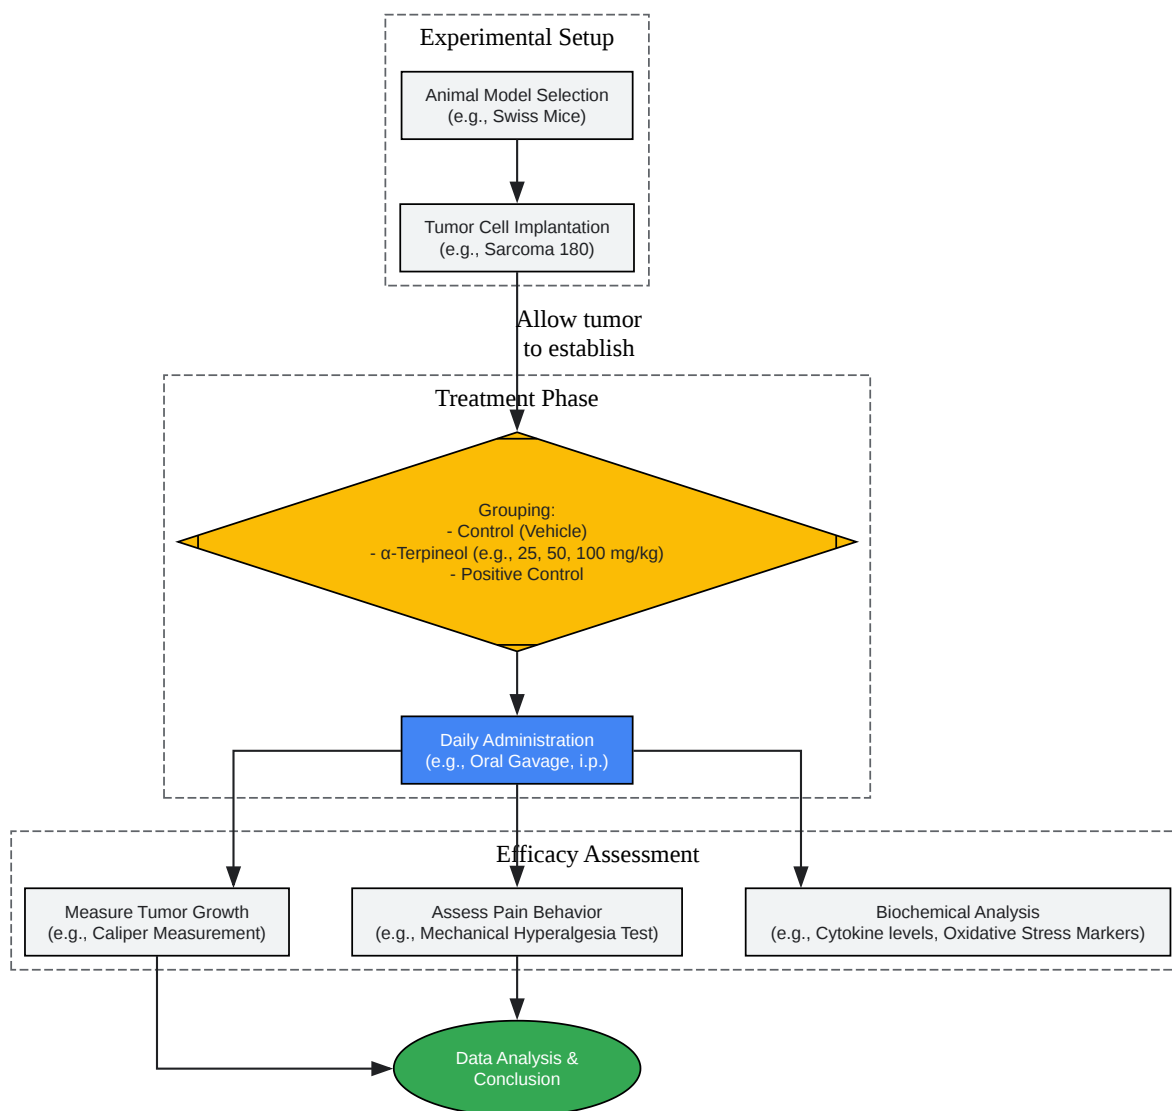 Experimental Setup
Animal Model Selection
(e.g., Swiss Mice)
Tumor Cell Implantation
(e.g., Sarcoma 180)
Allow tumor
to establish
Treatment Phase
Grouping:
- Control (Vehicle)
- α-Terpineol (e.g., 25, 50, 100 mg/kg)
- Positive Control
Daily Administration
(e.g., Oral Gavage, i.p.)
Efficacy Assessment
Measure Tumor Growth
(e.g., Caliper Measurement)
Assess Pain Behavior
(e.g., Mechanical Hyperalgesia Test)
Biochemical Analysis
(e.g., Cytokine levels, Oxidative Stress Markers)
Data Analysis &
Conclusion